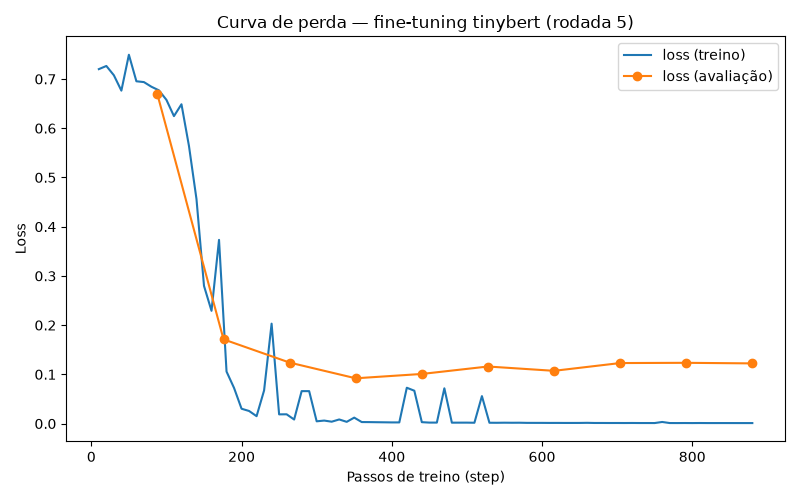 Curva de perda — fine-tuning tinybert (rodada 5)
loss (treino)
loss (avaliação)
Loss
0.7
0.6
0.5
0.4
0.3
0.2
0.1
0.0
0 200 400 600 800
Passos de treino (step)